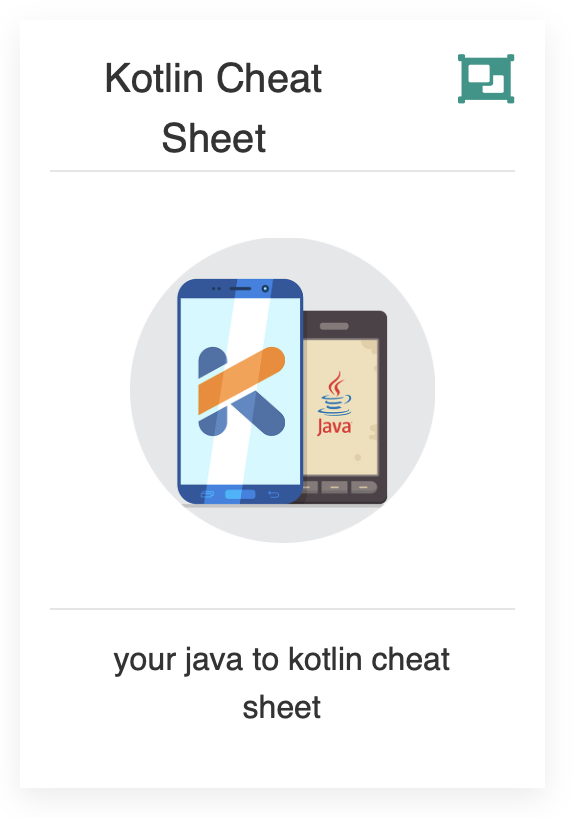 Kotlin Cheat
Sheet
K
Java
your java to kotlin cheat
sheet